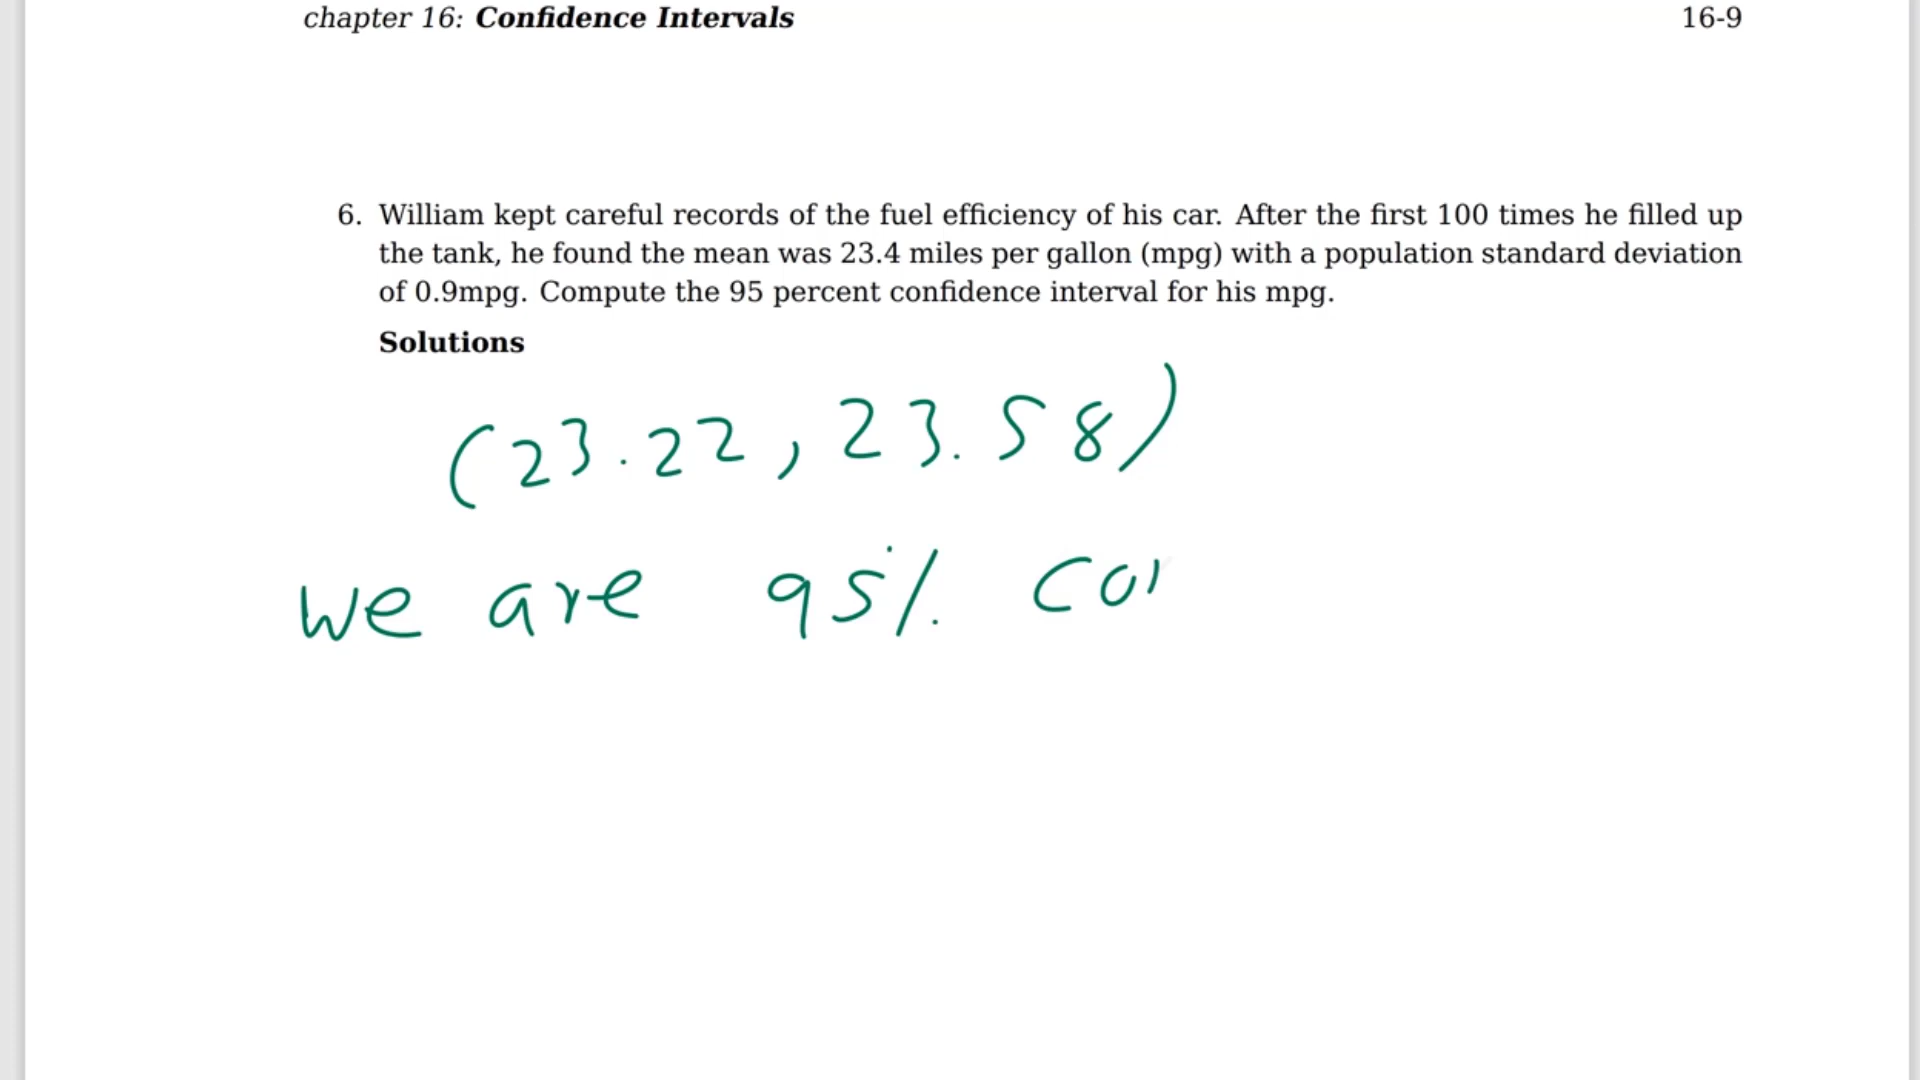 chapter 16: Confidence Intervals 16-9
6. William kept careful records of the fuel efficiency of his car. After the first 100 times he filled up
the tank, he found the mean was 23.4 miles per gallon (mpg) with a population standard deviation
of 0.9mpg. Compute the 95 percent confidence interval for his mpg.
Solutions
(23.22, 23.58)
we are 95%